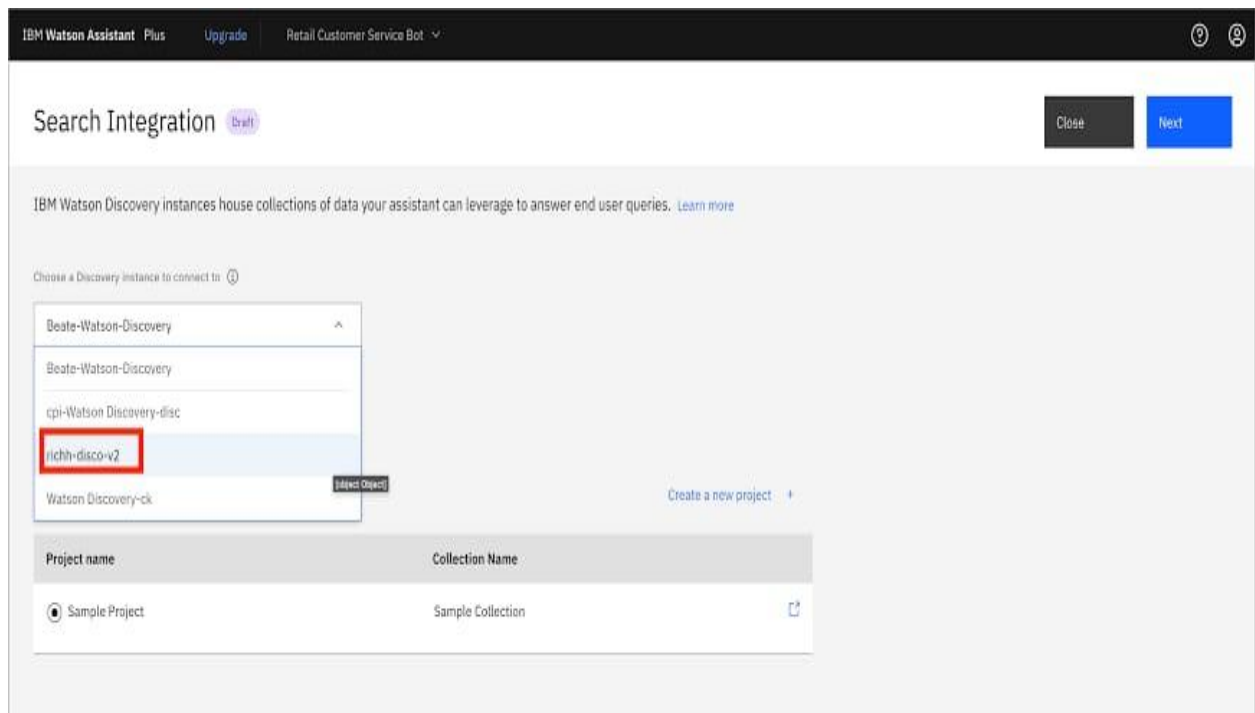 IBM Watson Assistant Plus Upgrade Retail Customer Service Bot
Search Integration Draft
Close Next
IBM Watson Discovery instances house collections of data your assistant can leverage to answer end user queries. Learn more
Choose a Discovery instance to connect to
Beate-Watson-Discovery
Beate-Watson-Discovery
cpi-Watson Discovery-disc
richh-disco-v2
[object Object]
Watson Discovery-ck
Create a new project +
Project name Collection Name
Sample Project Sample Collection